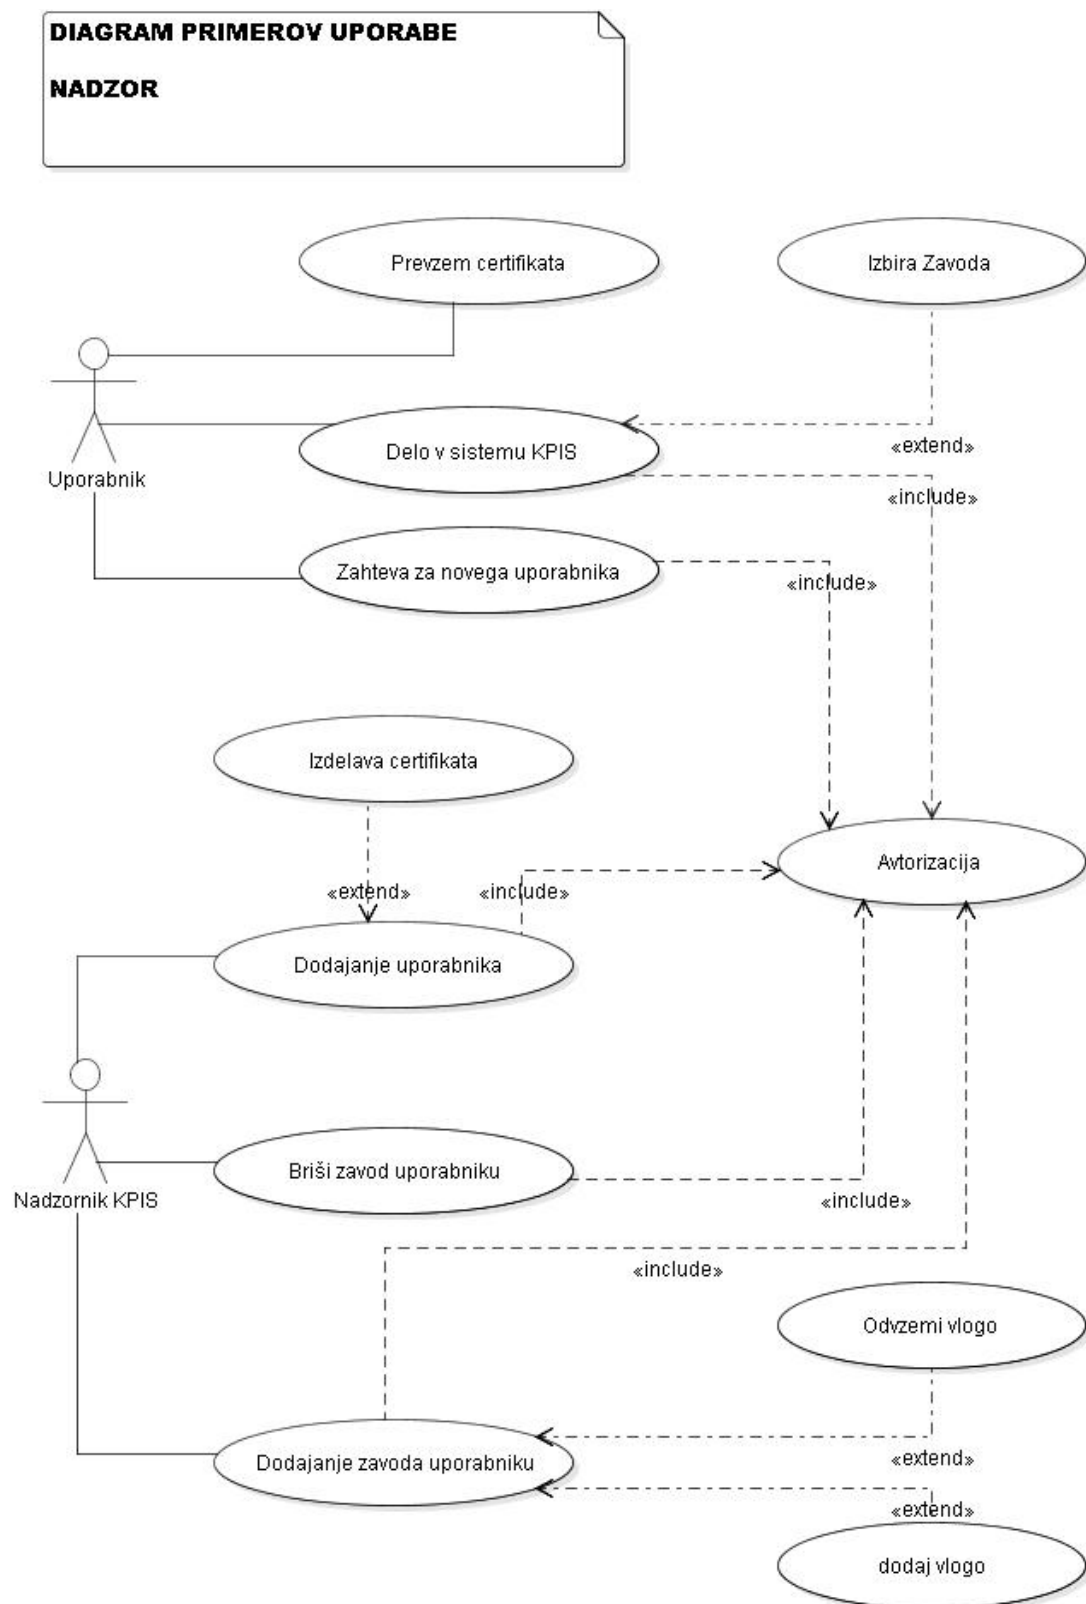 DIAGRAM PRIMEROV UPORABE
NADZOR
Prevzem certifikata
Izbira Zavoda
Delo v sistemu KPIS
«extend»
Uporabnik
«include»
Zahteva za novega uporabnika
«include»
Izdelava certifikata
Avtorizacija
«extend»
«include»
Dodajanje uporabnika
Briši zavod uporabniku
Nadzornik KPIS
«include»
«include»
Odvzemi vlogo
Dodajanje zavoda uporabniku
«extend»
«extend»
dodaj vlogo